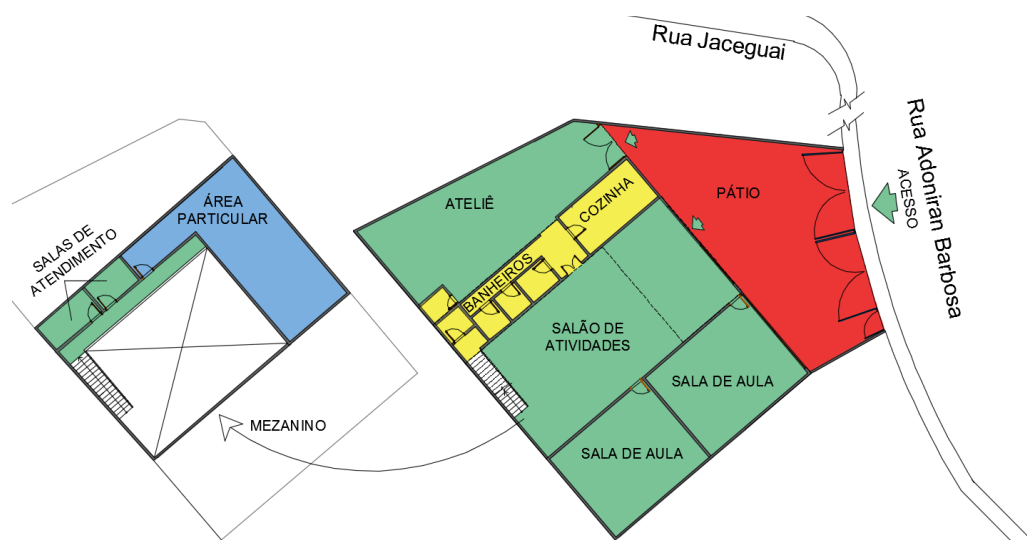 Rua Jaceguai
Rua Adoniran Barbosa
ACESSO
PÁTIO
ATELIÊ
COZINHA
BANHEIROS
SALÃO DE
ATIVIDADES
SALA DE AULA
SALA DE AULA
ÁREA
PARTICULAR
SALAS DE
ATENDIMENTO
MEZANINO